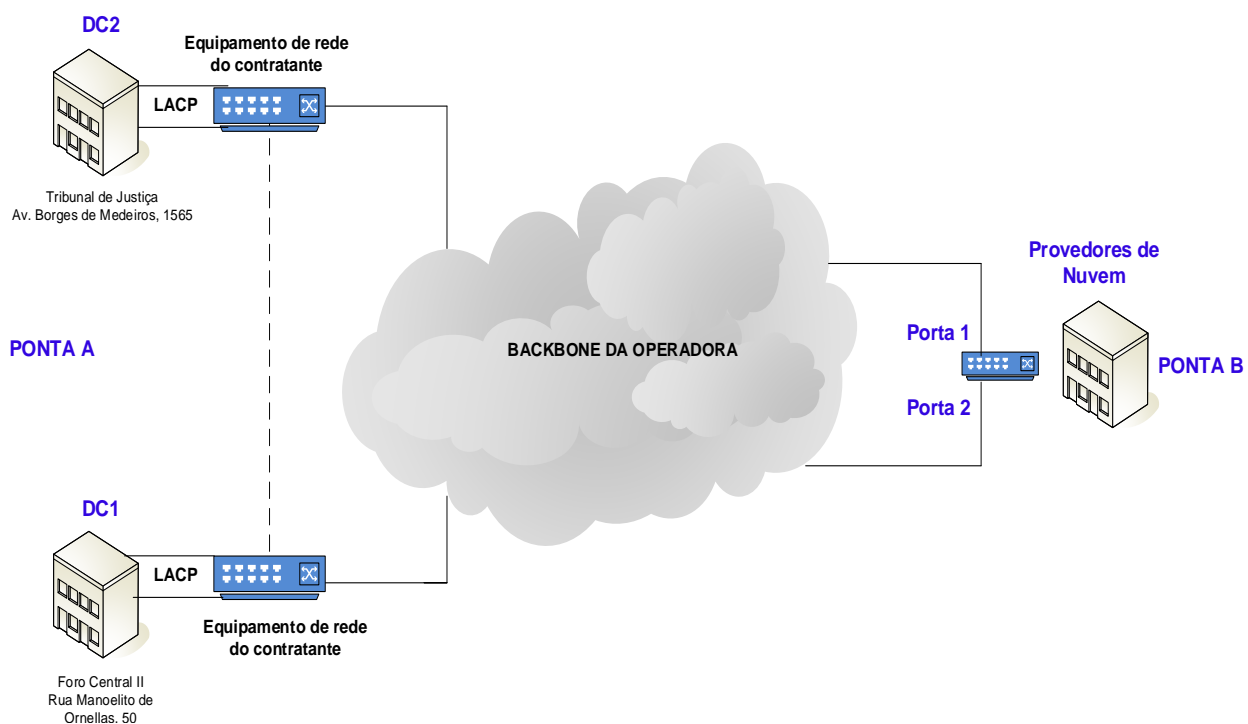 DC2
Equipamento de rede
do contratante
LACP
Tribunal de Justiça
Av. Borges de Medeiros, 1565
Provedores de
Nuvem
Porta 1
PONTA A
BACKBONE DA OPERADORA
PONTA B
Porta 2
DC1
LACP
Equipamento de rede
do contratante
Foro Central II
Rua Manoelito de
Ornellas, 50